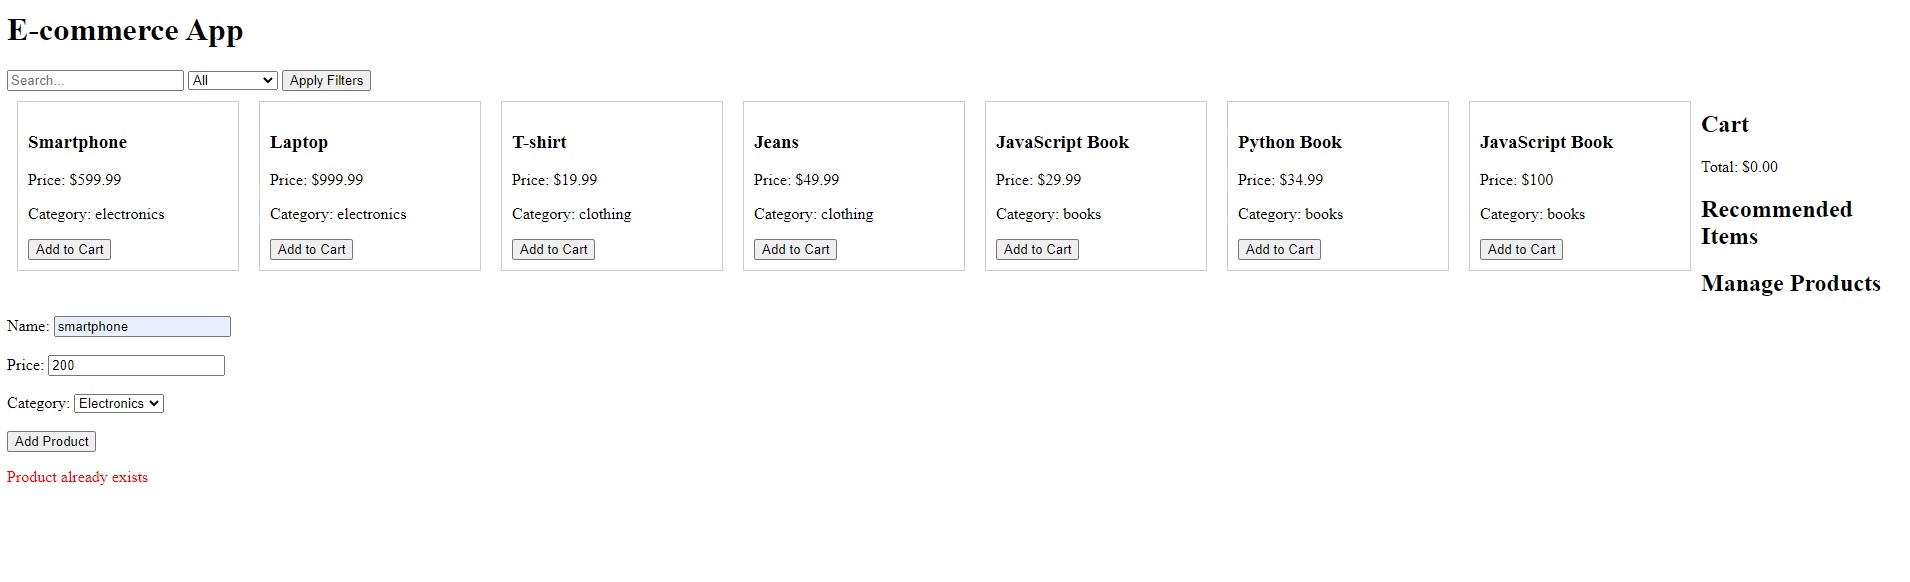 E-commerce App
Search... All Apply Filters
Smartphone
Price: $599.99
Category: electronics
Add to Cart
Laptop
Price: $999.99
Category: electronics
Add to Cart
T-shirt
Price: $19.99
Category: clothing
Add to Cart
Jeans
Price: $49.99
Category: clothing
Add to Cart
JavaScript Book
Price: $29.99
Category: books
Add to Cart
Python Book
Price: $34.99
Category: books
Add to Cart
JavaScript Book
Price: $100
Category: books
Add to Cart
Cart
Total: $0.00
Recommended
Items
Manage Products
Name: smartphone
Price: 200
Category: Electronics
Add Product
Product already exists